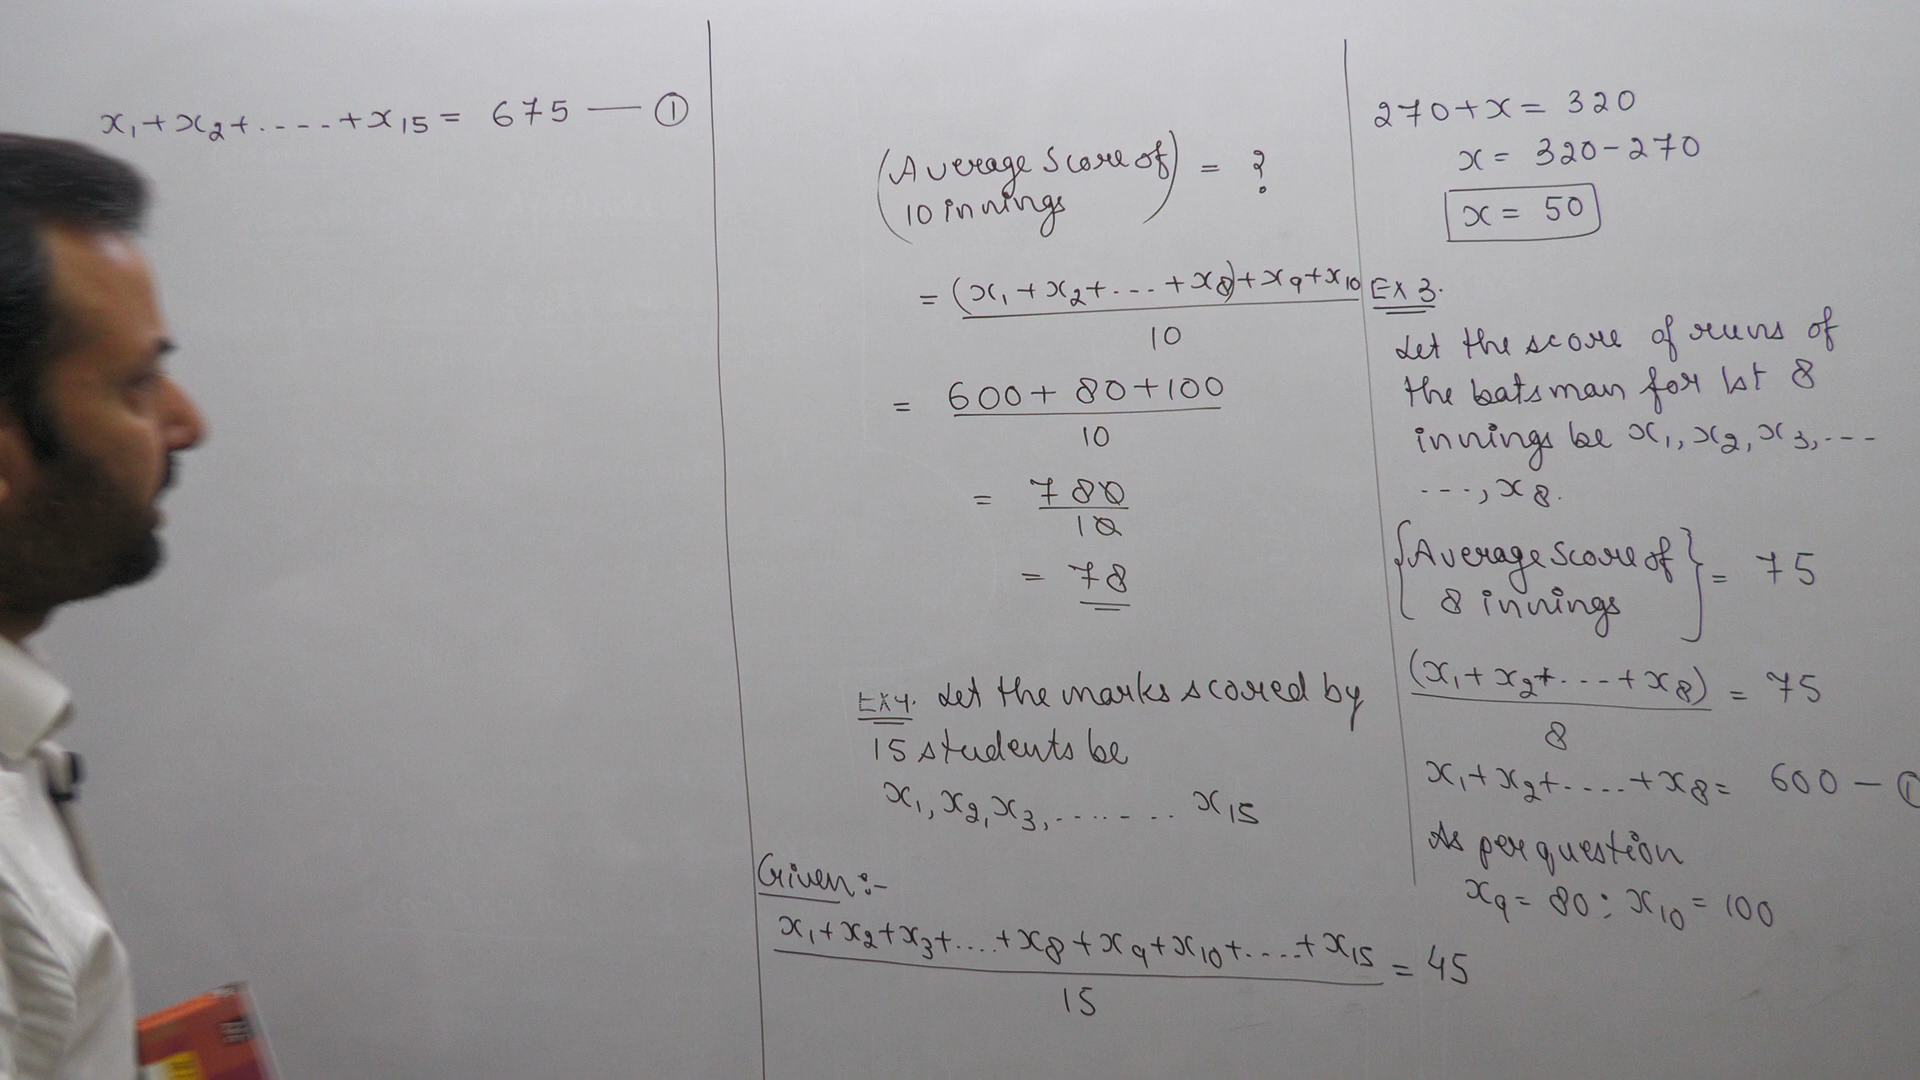 x₁+x₂+.----+x₁₅ = 675 — ①
(Average Score of
10 innings) = ?
= (x₁+x₂+...-+x₈)+x₉+x₁₀
10
= 600+80+100
10
= 780
10
= 78
Ex4. Let the marks scored by
15 students be
x₁, x₂, x₃, ....... x₁₅
Given:-
x₁+x₂+x₃+....+x₈+x₉+x₁₀+....+x₁₅ = 45
15
270+x = 320
x = 320-270
x = 50
Ex 3.
Let the score of runs of
the batsman for 1st 8
innings be x₁, x₂, x₃, ---
---, x₈.
{Average Score of
8 innings} = 75
(x₁+x₂+...+x₈) = 75
8
x₁+x₂+.....+x₈ = 600 — ①
As per question
x₉ = 80 : x₁₀ = 100